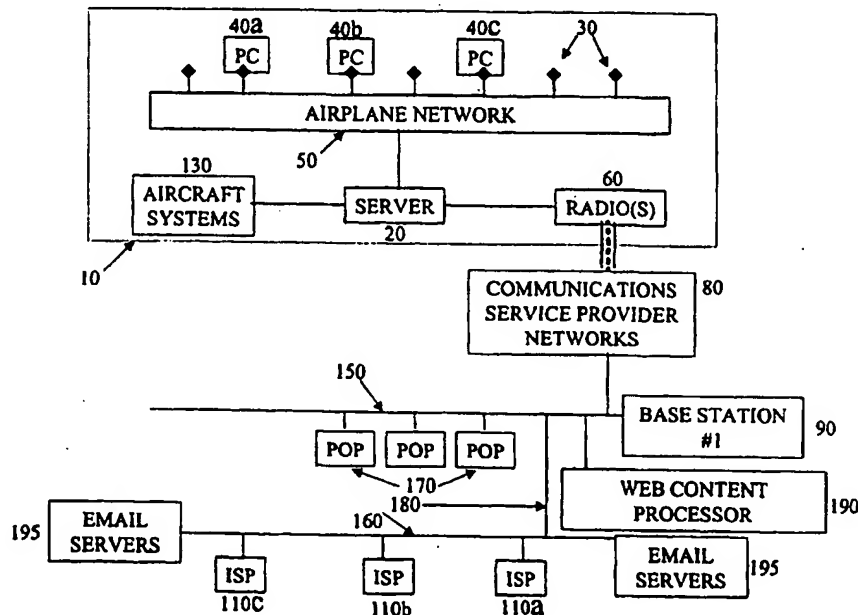 40a 40b 40c 30
PC PC PC
AIRPLANE NETWORK
50
130 60
AIRCRAFT
SYSTEMS
SERVER
RADIO(S)
20
10
COMMUNICATIONS
SERVICE PROVIDER
NETWORKS
80
150
BASE STATION
#1
90
POP POP POP
170
WEB CONTENT
PROCESSOR
190
180
160
195
EMAIL
SERVERS
EMAIL
SERVERS
195
ISP ISP ISP
110c 110b 110a